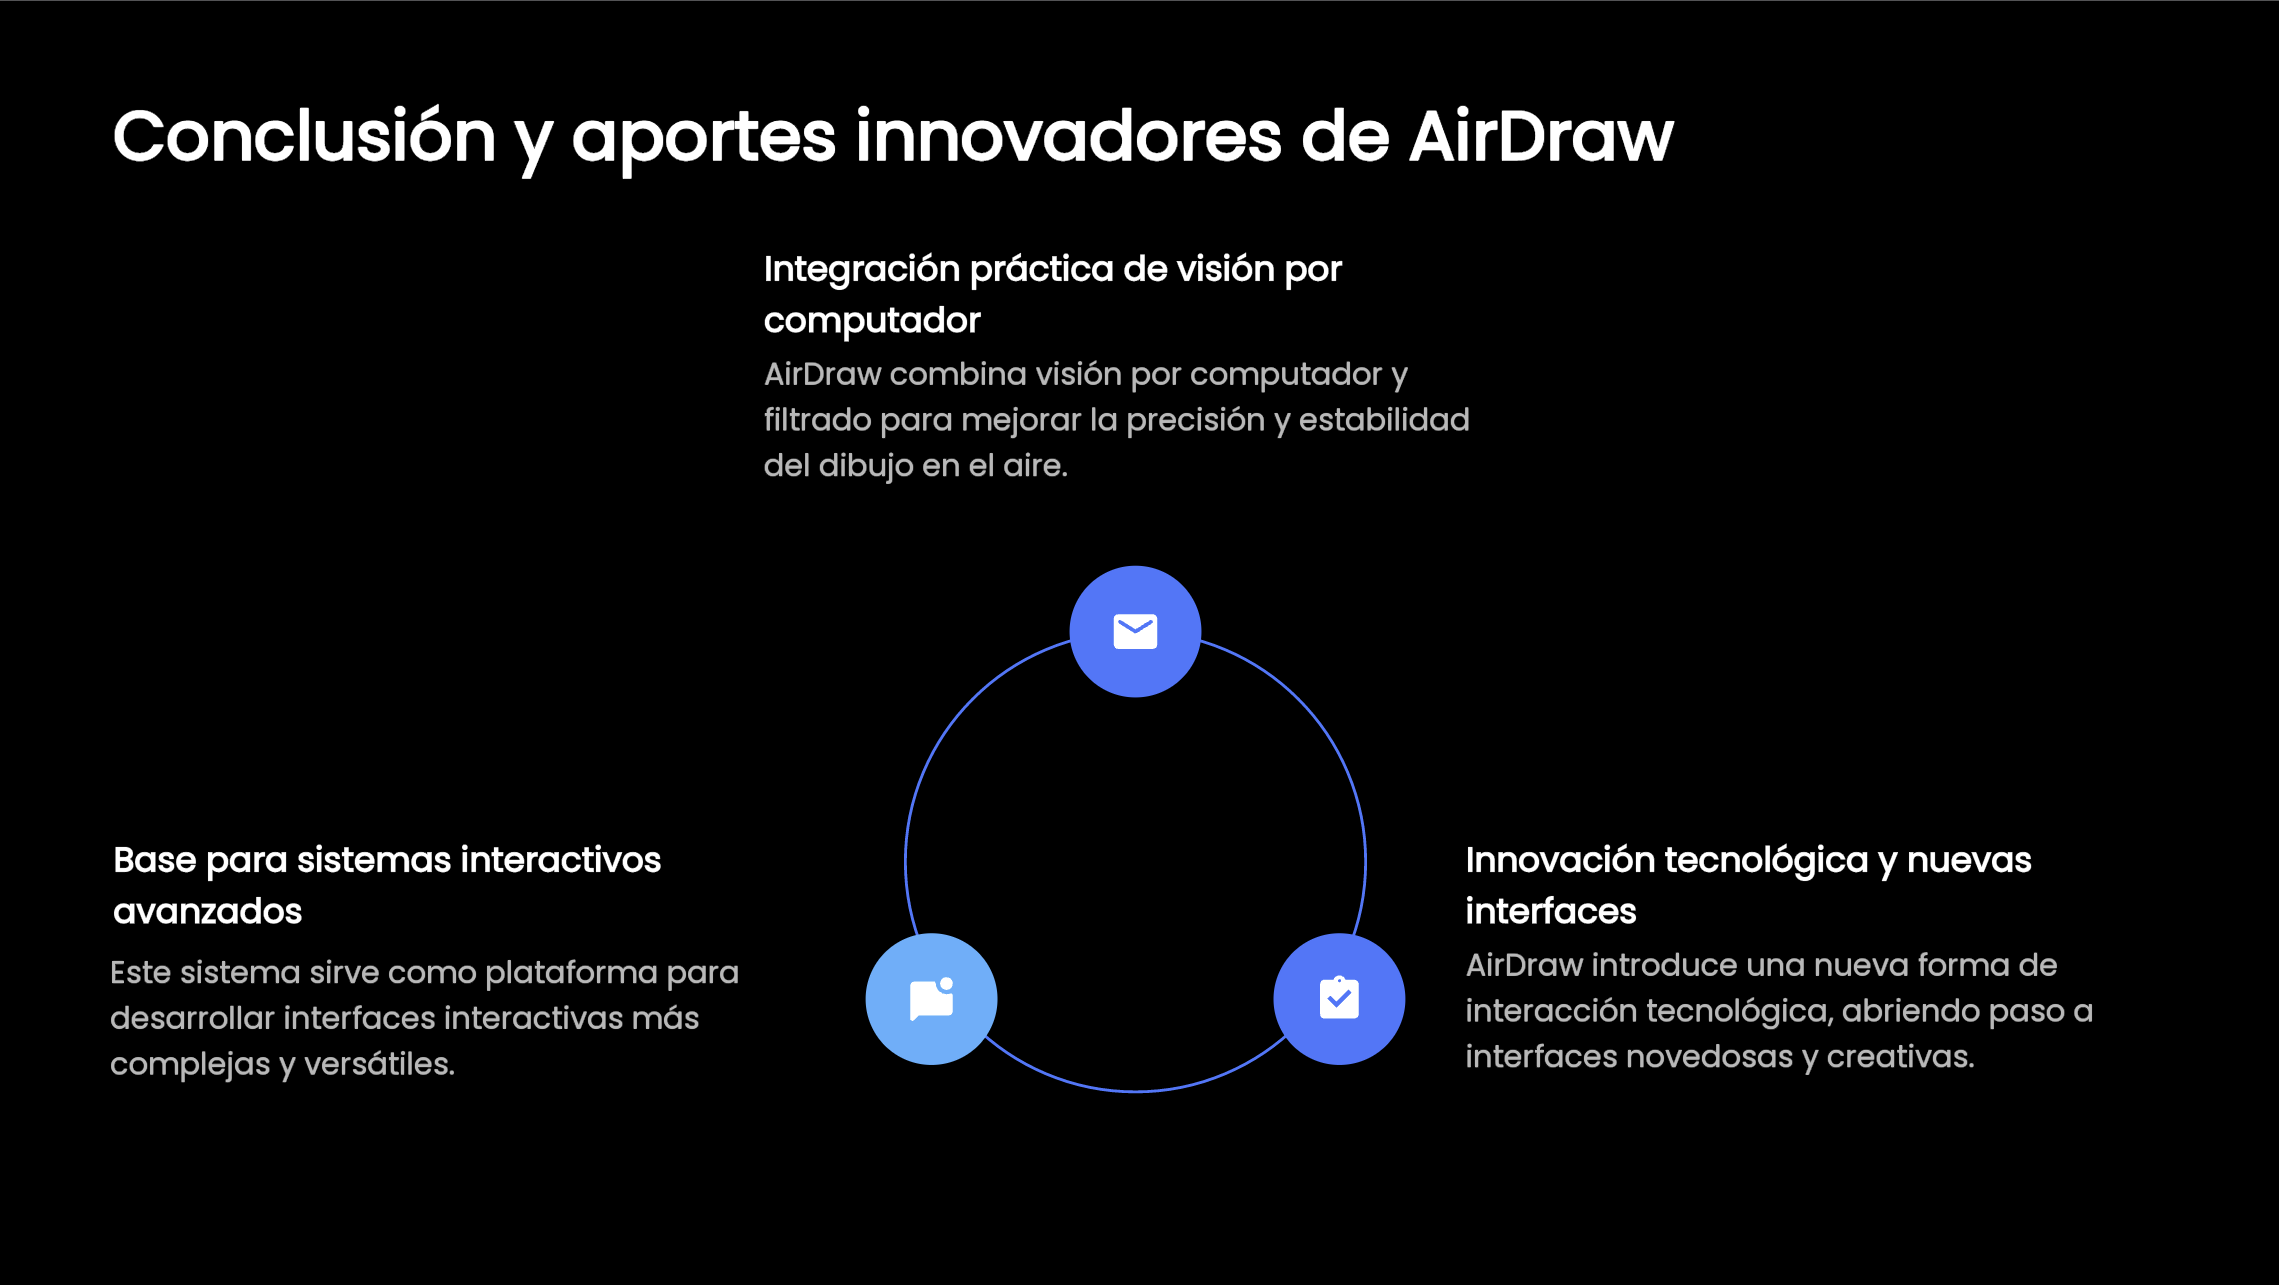 Conclusión y aportes innovadores de AirDraw
Integración práctica de visión por
computador
AirDraw combina visión por computador y
filtrado para mejorar la precisión y estabilidad
del dibujo en el aire.
Base para sistemas interactivos
avanzados
Este sistema sirve como plataforma para
desarrollar interfaces interactivas más
complejas y versátiles.
Innovación tecnológica y nuevas
interfaces
AirDraw introduce una nueva forma de
interacción tecnológica, abriendo paso a
interfaces novedosas y creativas.